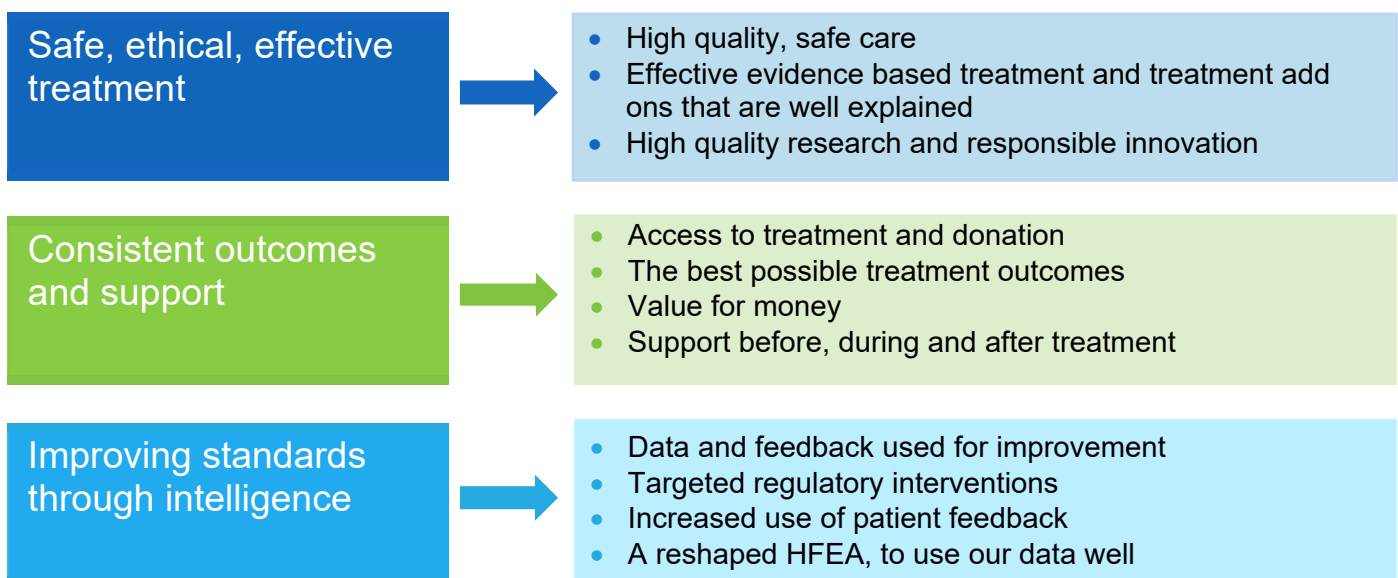 Safe, ethical, effective
treatment
• High quality, safe care
• Effective evidence based treatment and treatment add
ons that are well explained
• High quality research and responsible innovation
Consistent outcomes
and support
• Access to treatment and donation
• The best possible treatment outcomes
• Value for money
• Support before, during and after treatment
Improving standards
through intelligence
• Data and feedback used for improvement
• Targeted regulatory interventions
• Increased use of patient feedback
• A reshaped HFEA, to use our data well